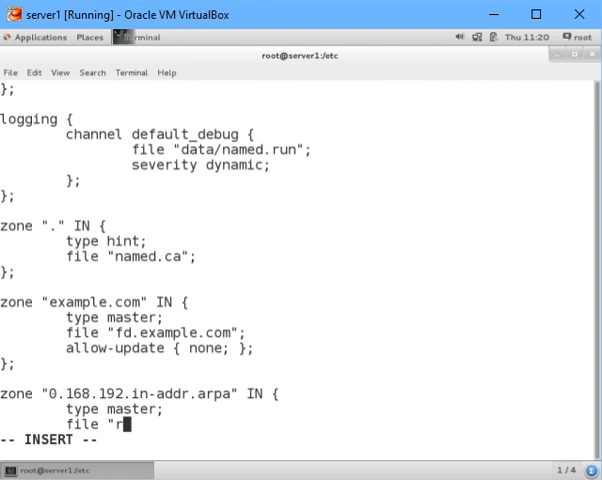 server1 [Running] - Oracle VM VirtualBox
Applications Places Terminal Thu 11:20 root
root@server1:/etc
File Edit View Search Terminal Help
};
logging {
channel default_debug {
file "data/named.run";
severity dynamic;
};
};
zone "." IN {
type hint;
file "named.ca";
};
zone "example.com" IN {
type master;
file "fd.example.com";
allow-update { none; };
};
zone "0.168.192.in-addr.arpa" IN {
type master;
file "r
-- INSERT --
root@server1:/etc 1 / 4 1